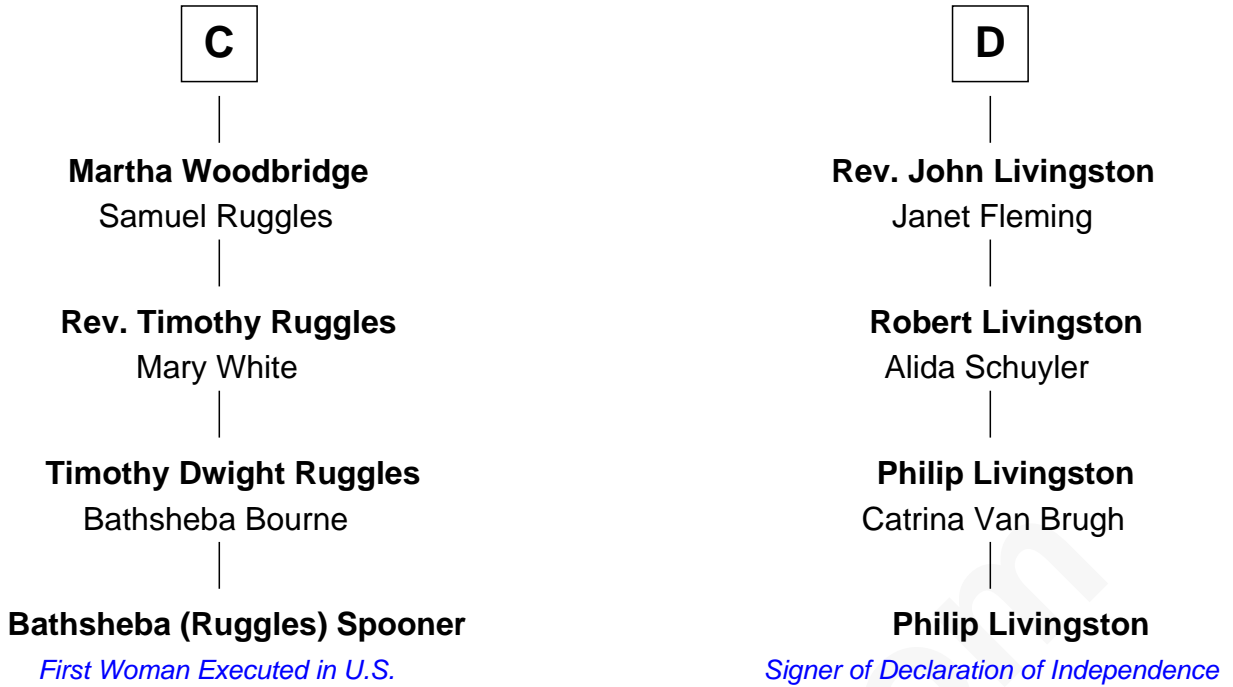 C
Martha Woodbridge
Samuel Ruggles
Rev. Timothy Ruggles
Mary White
Timothy Dwight Ruggles
Bathsheba Bourne
Bathsheba (Ruggles) Spooner
First Woman Executed in U.S.
D
Rev. John Livingston
Janet Fleming
Robert Livingston
Alida Schuyler
Philip Livingston
Catrina Van Brugh
Philip Livingston
Signer of Declaration of Independence